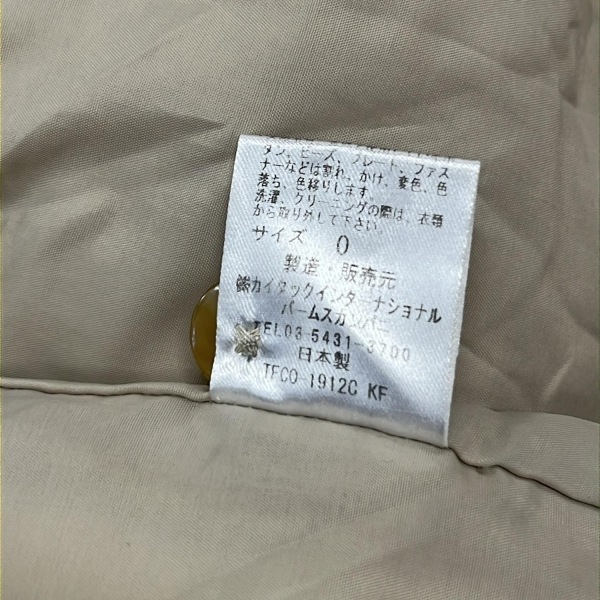 タン、ビーズ、プレート、ファス
ナーなどは割れ、かけ、変色、色
落ち、色移りします。
洗濯、クリーニングの際は、衣類
から取り外して下さい。
サイズ 0
製造・販売元
㈱カイタックインターナショナル
パームスカンパニー
TEL03-5431-3700
日本製
TFCO-1912C KF